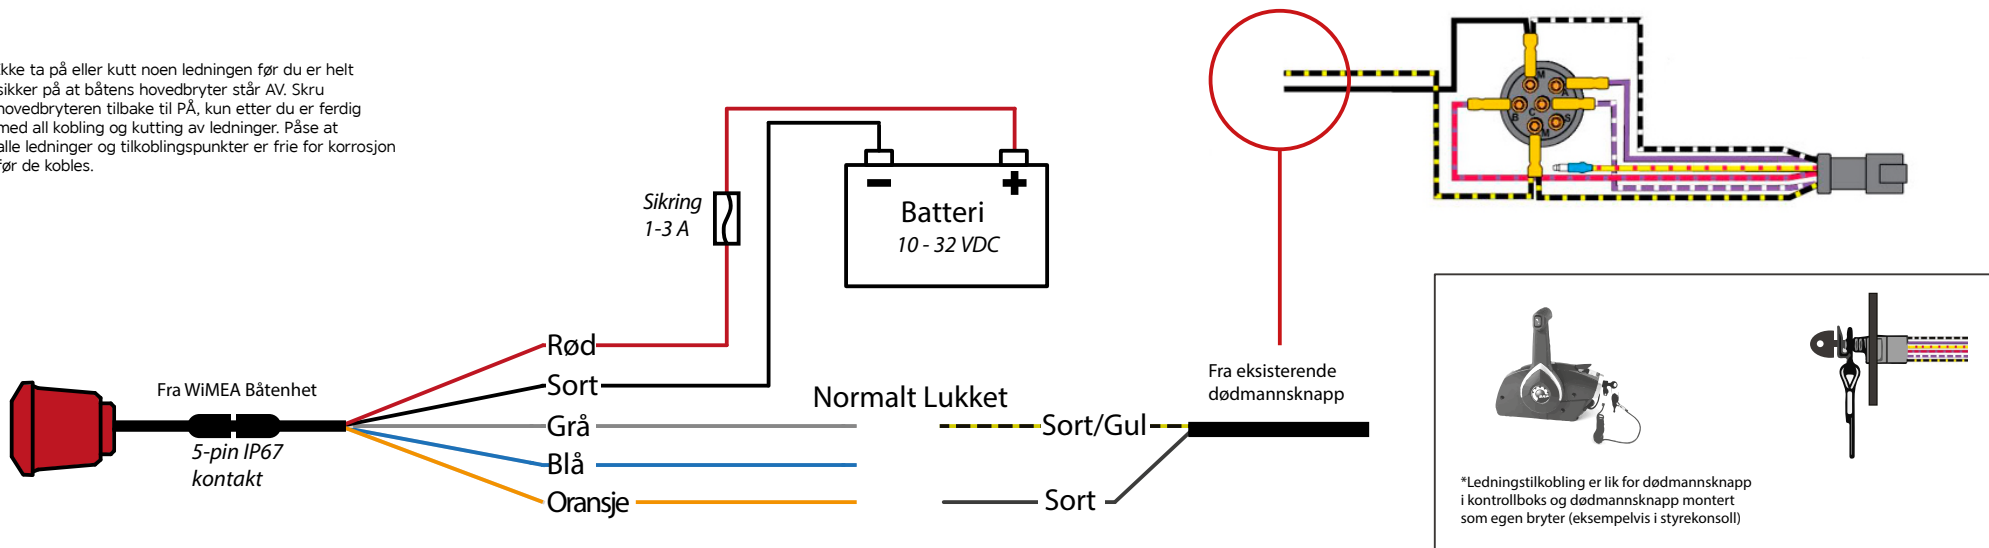 kke ta på eller kutt noen ledningen før du er helt
sikker på at båtens hovedbryter står AV. Skru
hovedbryteren tilbake til PÅ, kun etter du er ferdig
med all kobling og kutting av ledninger. Påse at
alle ledninger og tilkoblingspunkter er frie for korrosjon
før de kobles.
Sikring
1-3 A
Batteri
10 - 32 VDC
M
A
B
C
S
M
Fra WiMEA Båtenhet
5-pin IP67
kontakt
Rød
Sort
Grå
Blå
Oransje
Normalt Lukket
Sort/Gul
Sort
Fra eksisterende
dødmannsknapp
*Ledningstilkobling er lik for dødmannsknapp
i kontrollboks og dødmannsknapp montert
som egen bryter (eksempelvis i styrekonsoll)